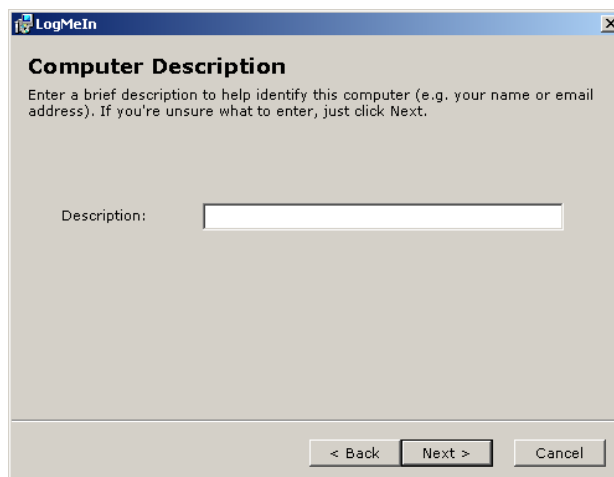 LogMeIn
Computer Description
Enter a brief description to help identify this computer (e.g. your name or email
address). If you're unsure what to enter, just click Next.
Description:
< Back Next > Cancel